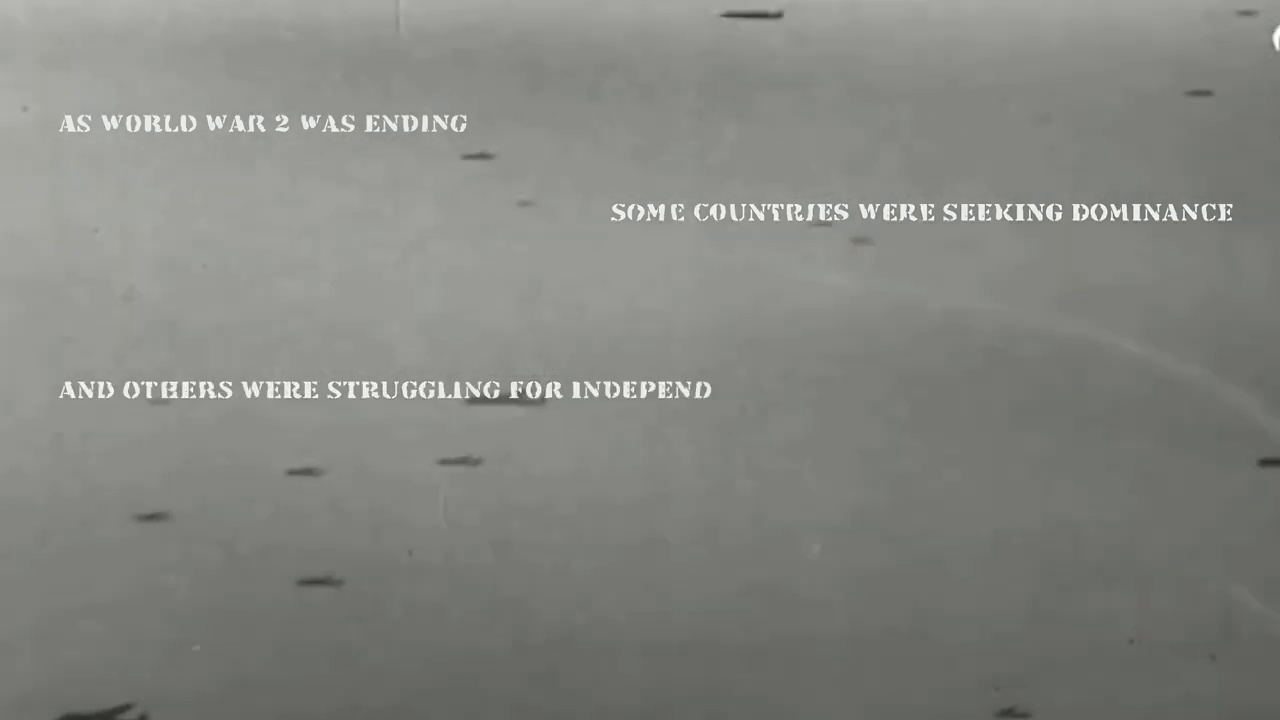 AS WORLD WAR 2 WAS ENDING
SOME COUNTRIES WERE SEEKING DOMINANCE
AND OTHERS WERE STRUGGLING FOR INDEPEND